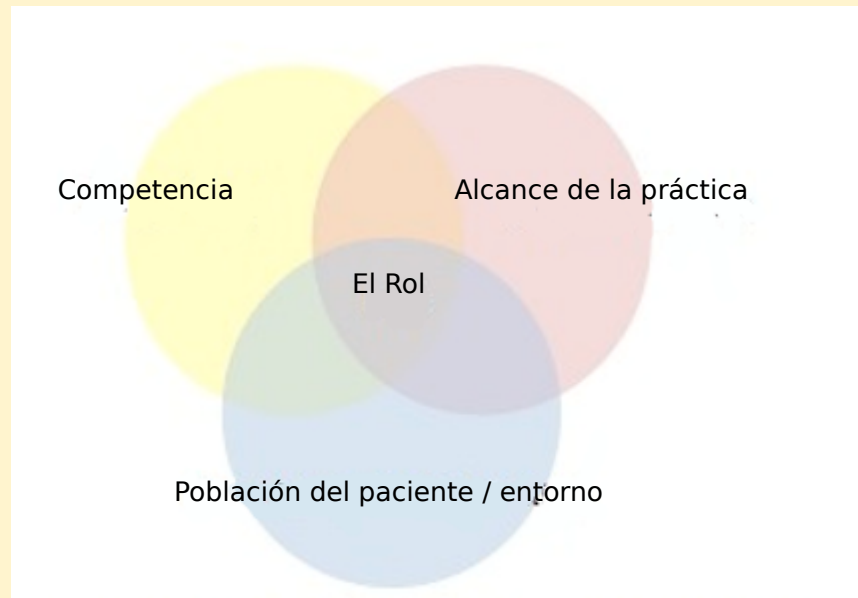 Competencia
Alcance de la práctica
El Rol
Población del paciente / entorno